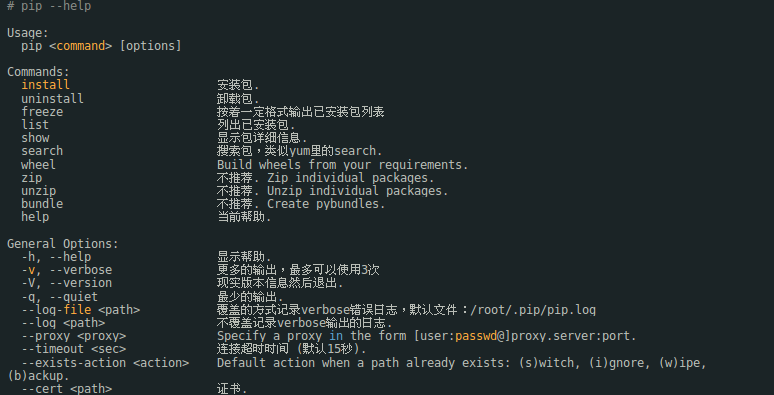 # pip --help
Usage:
pip <command> [options]
Commands:
install 安装包.
uninstall 卸载包.
freeze 按着一定格式输出已安装包列表
list 列出已安装包.
show 显示包详细信息.
search 搜索包，类似yum里的search.
wheel Build wheels from your requirements.
zip 不推荐. Zip individual packages.
unzip 不推荐. Unzip individual packages.
bundle 不推荐. Create pybundles.
help 当前帮助.
General Options:
-h, --help 显示帮助.
-v, --verbose 更多的输出，最多可以使用3次
-V, --version 现实版本信息然后退出.
-q, --quiet 最少的输出.
--log-file <path> 覆盖的方式记录verbose错误日志，默认文件：/root/.pip/pip.log
--log <path> 不覆盖记录verbose输出的日志.
--proxy <proxy> Specify a proxy in the form [user:passwd@]proxy.server:port.
--timeout <sec> 连接超时时间 (默认15秒).
--exists-action <action> Default action when a path already exists: (s)witch, (i)gnore, (w)ipe,
(b)ackup.
--cert <path> 证书.